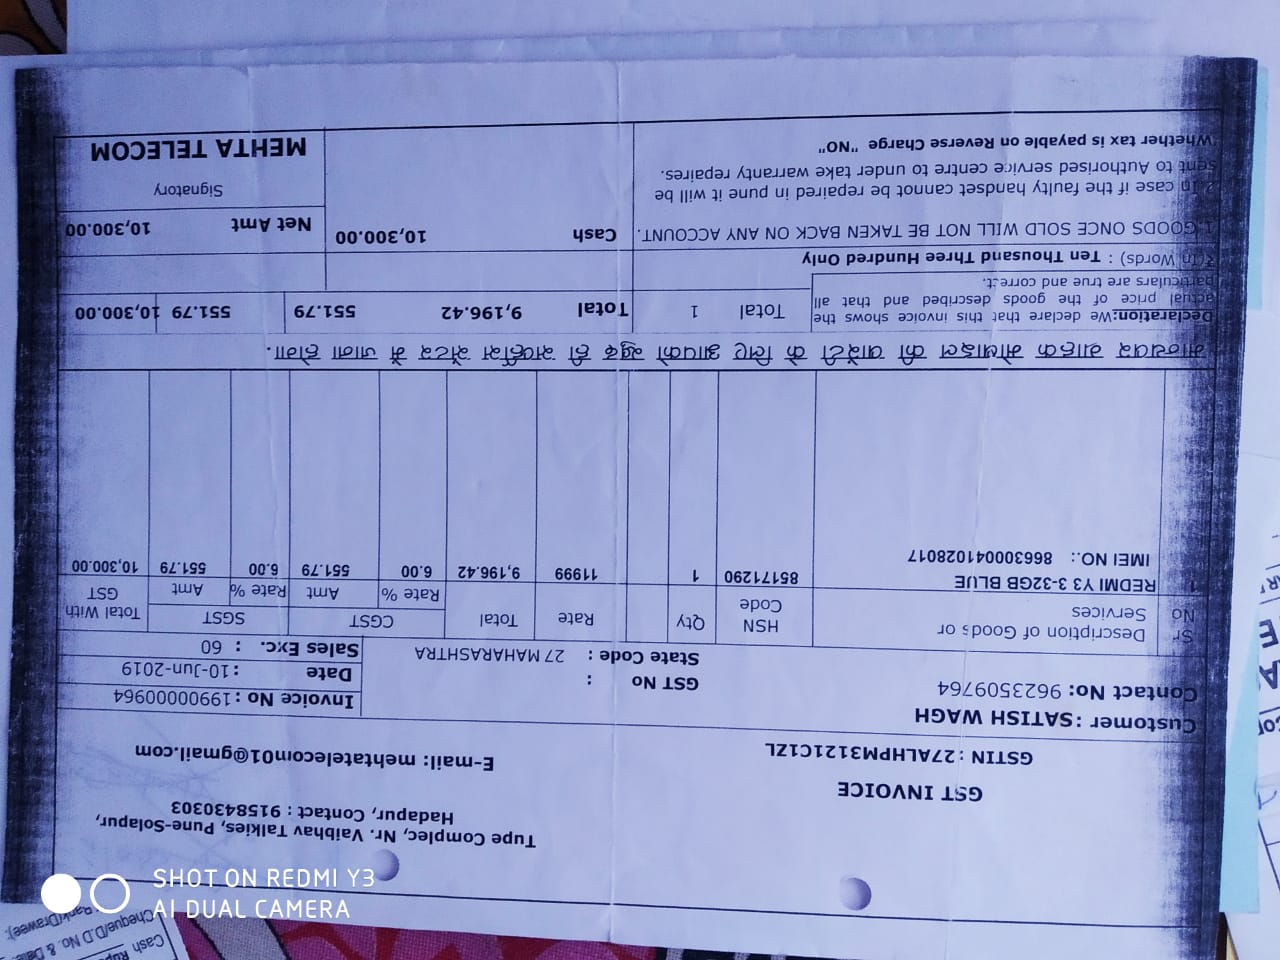 Cash
Cheque/D.D No. & Date:
Bank(Drawee):
SHOT ON REDMI Y3
AI DUAL CAMERA
Tupe Complec, Nr. Vaibhav Talkies, Pune-Solapur,
Hadapur, Contact : 9158430303
GST INVOICE
GSTIN : 27ALHPM3121C1ZL
E-mail: mehtatelecom01@gmail.com
Customer : SATISH WAGH
Contact No: 9623509764
GST No :
State Code : 27 MAHARASHTRA
Invoice No : 19900000964
Date : 10-Jun-2019
Sales Exc. : 60
Sr No Description of Goods or Services HSN Code Qty Rate Total CGST SGST Total With GST
Rate % Amt Rate % Amt
1. REDMI Y3 3-32GB BLUE 85171290 1 11999 9,196.42 6.00 551.79 6.00 551.79 10,300.00
IMEI NO.: 866300041028017
मान्यवर ग्राहक मोबाइल की वारेंटी के लिए आपको खुद ही सर्व्हीस सेंटर में जाना होगा.
Declaration:We declare that this invoice shows the
actual price of the goods described and that all
particulars are true and correct.
Total 1 Total 9,196.42 551.79 551.79 10,300.00
₹(In Words) : Ten Thousand Three Hundred Only
1.GOODS ONCE SOLD WILL NOT BE TAKEN BACK ON ANY ACCOUNT.
Cash 10,300.00
Net Amt 10,300.00
2.In case if the faulty handset cannot be repaired in pune it will be
sent to Authorised service centre to under take warranty repaires.
Signatory
Whether tax is payable on Reverse Charge "NO"
MEHTA TELECOM